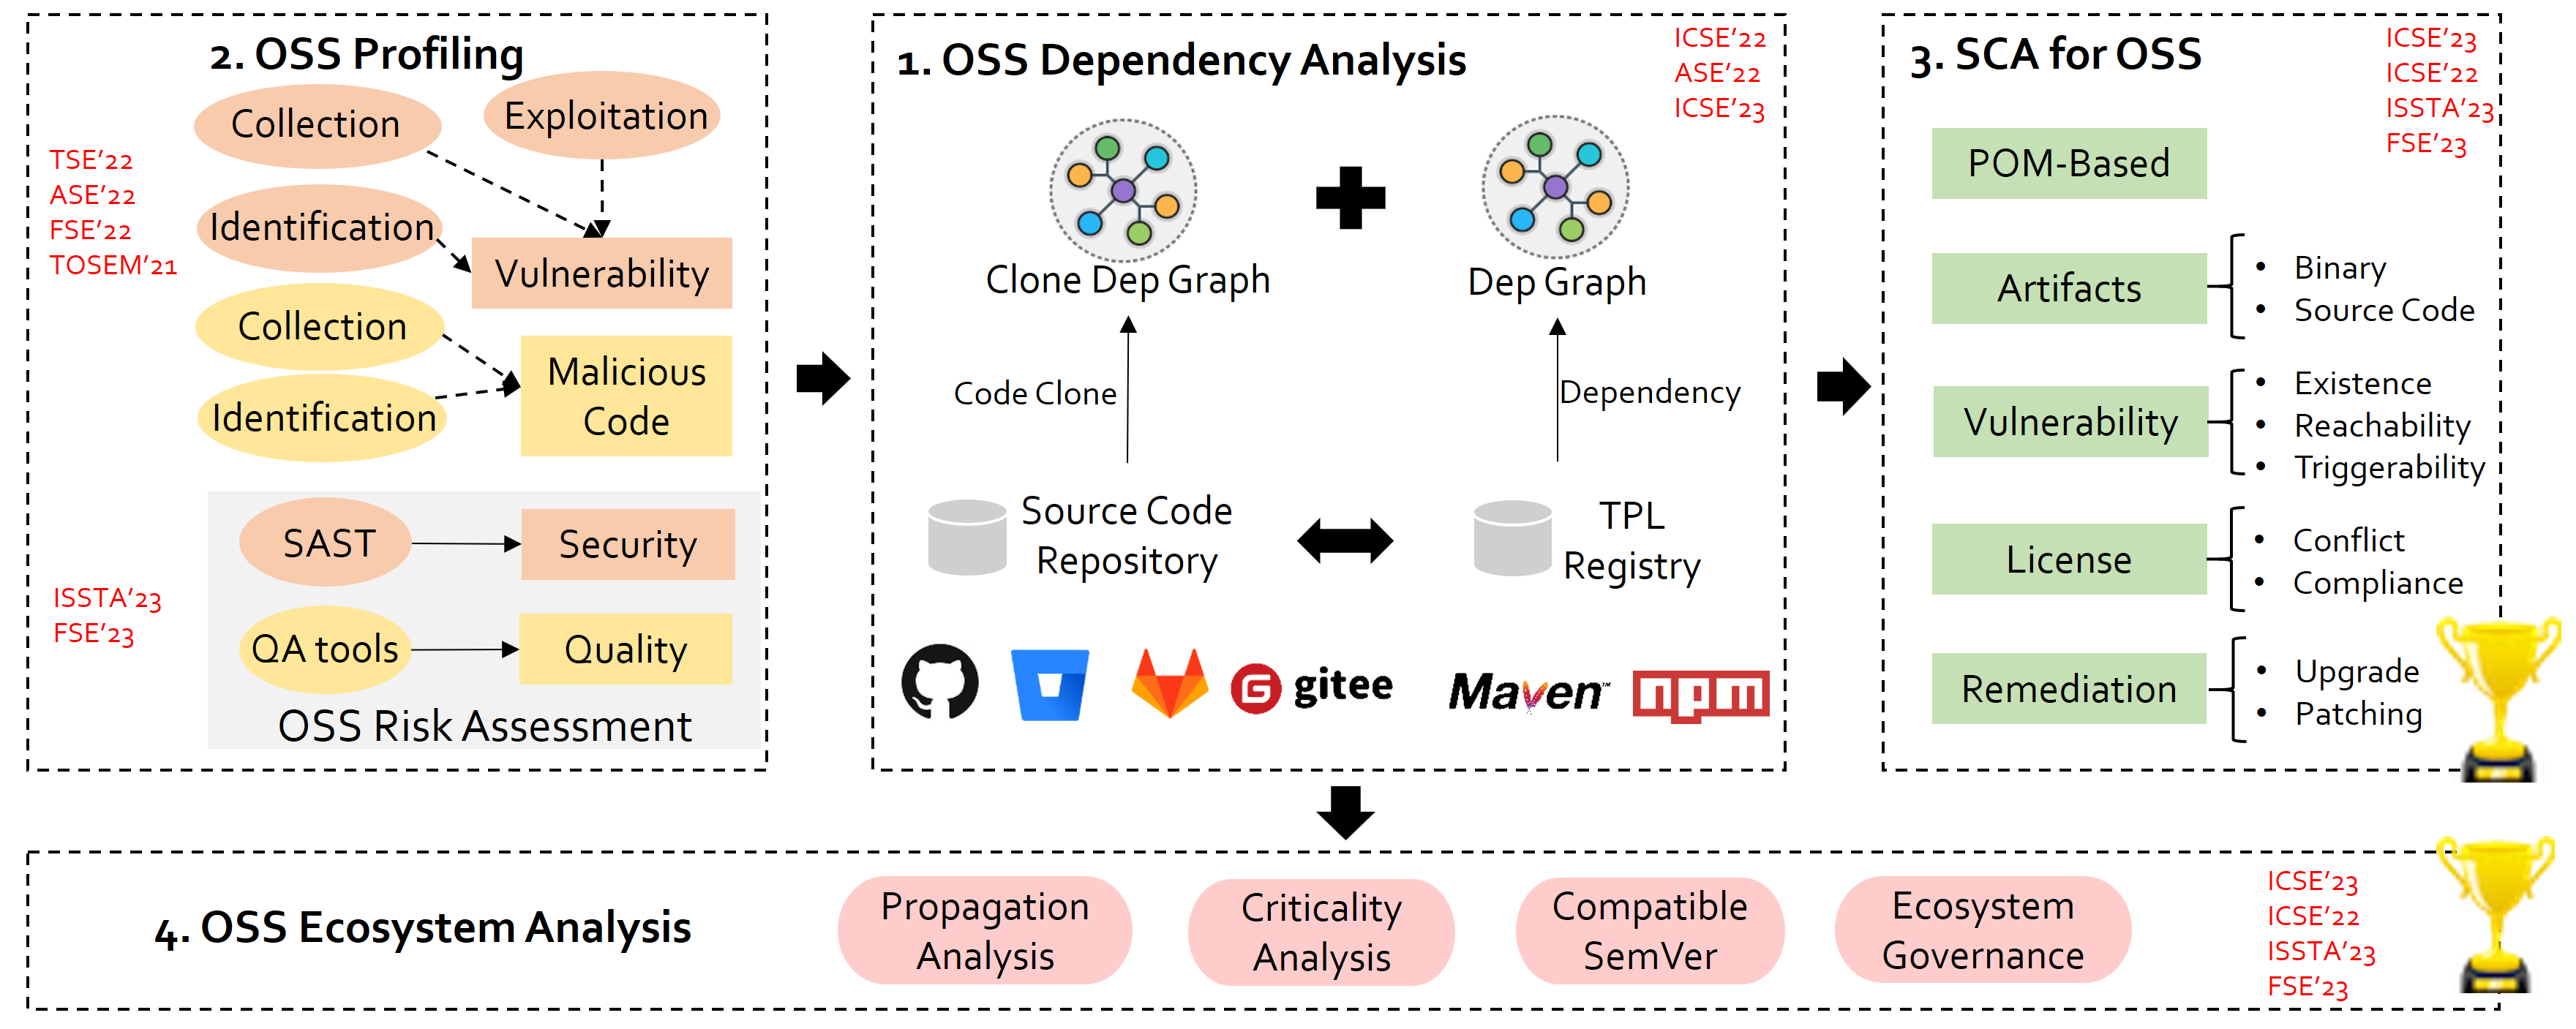 2. OSS Profiling
Collection
Exploitation
TSE'22
ASE'22
FSE'22
TOSEM'21
Identification
Vulnerability
Collection
Identification
Malicious
Code
SAST
Security
ISSTA'23
FSE'23
QA tools
Quality
OSS Risk Assessment
1. OSS Dependency Analysis
ICSE'22
ASE'22
ICSE'23
Clone Dep Graph
Dep Graph
Code Clone
Dependency
Source Code
Repository
TPL
Registry
G gitee
Maven™
npm
3. SCA for OSS
ICSE'23
ICSE'22
ISSTA'23
FSE'23
POM-Based
Artifacts
• Binary
• Source Code
Vulnerability
• Existence
• Reachability
• Triggerability
License
• Conflict
• Compliance
Remediation
• Upgrade
• Patching
4. OSS Ecosystem Analysis
Propagation
Analysis
Criticality
Analysis
Compatible
SemVer
Ecosystem
Governance
ICSE'23
ICSE'22
ISSTA'23
FSE'23